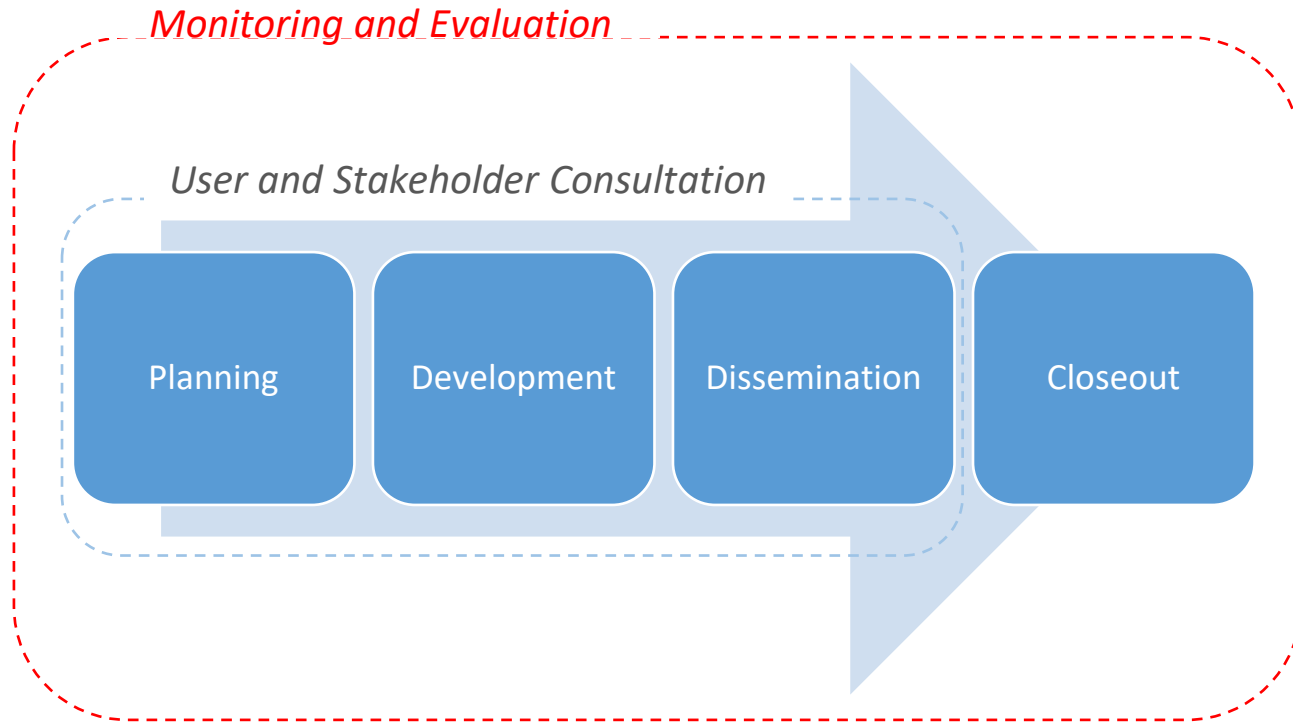 Monitoring and Evaluation
User and Stakeholder Consultation
Planning
Development
Dissemination
Closeout